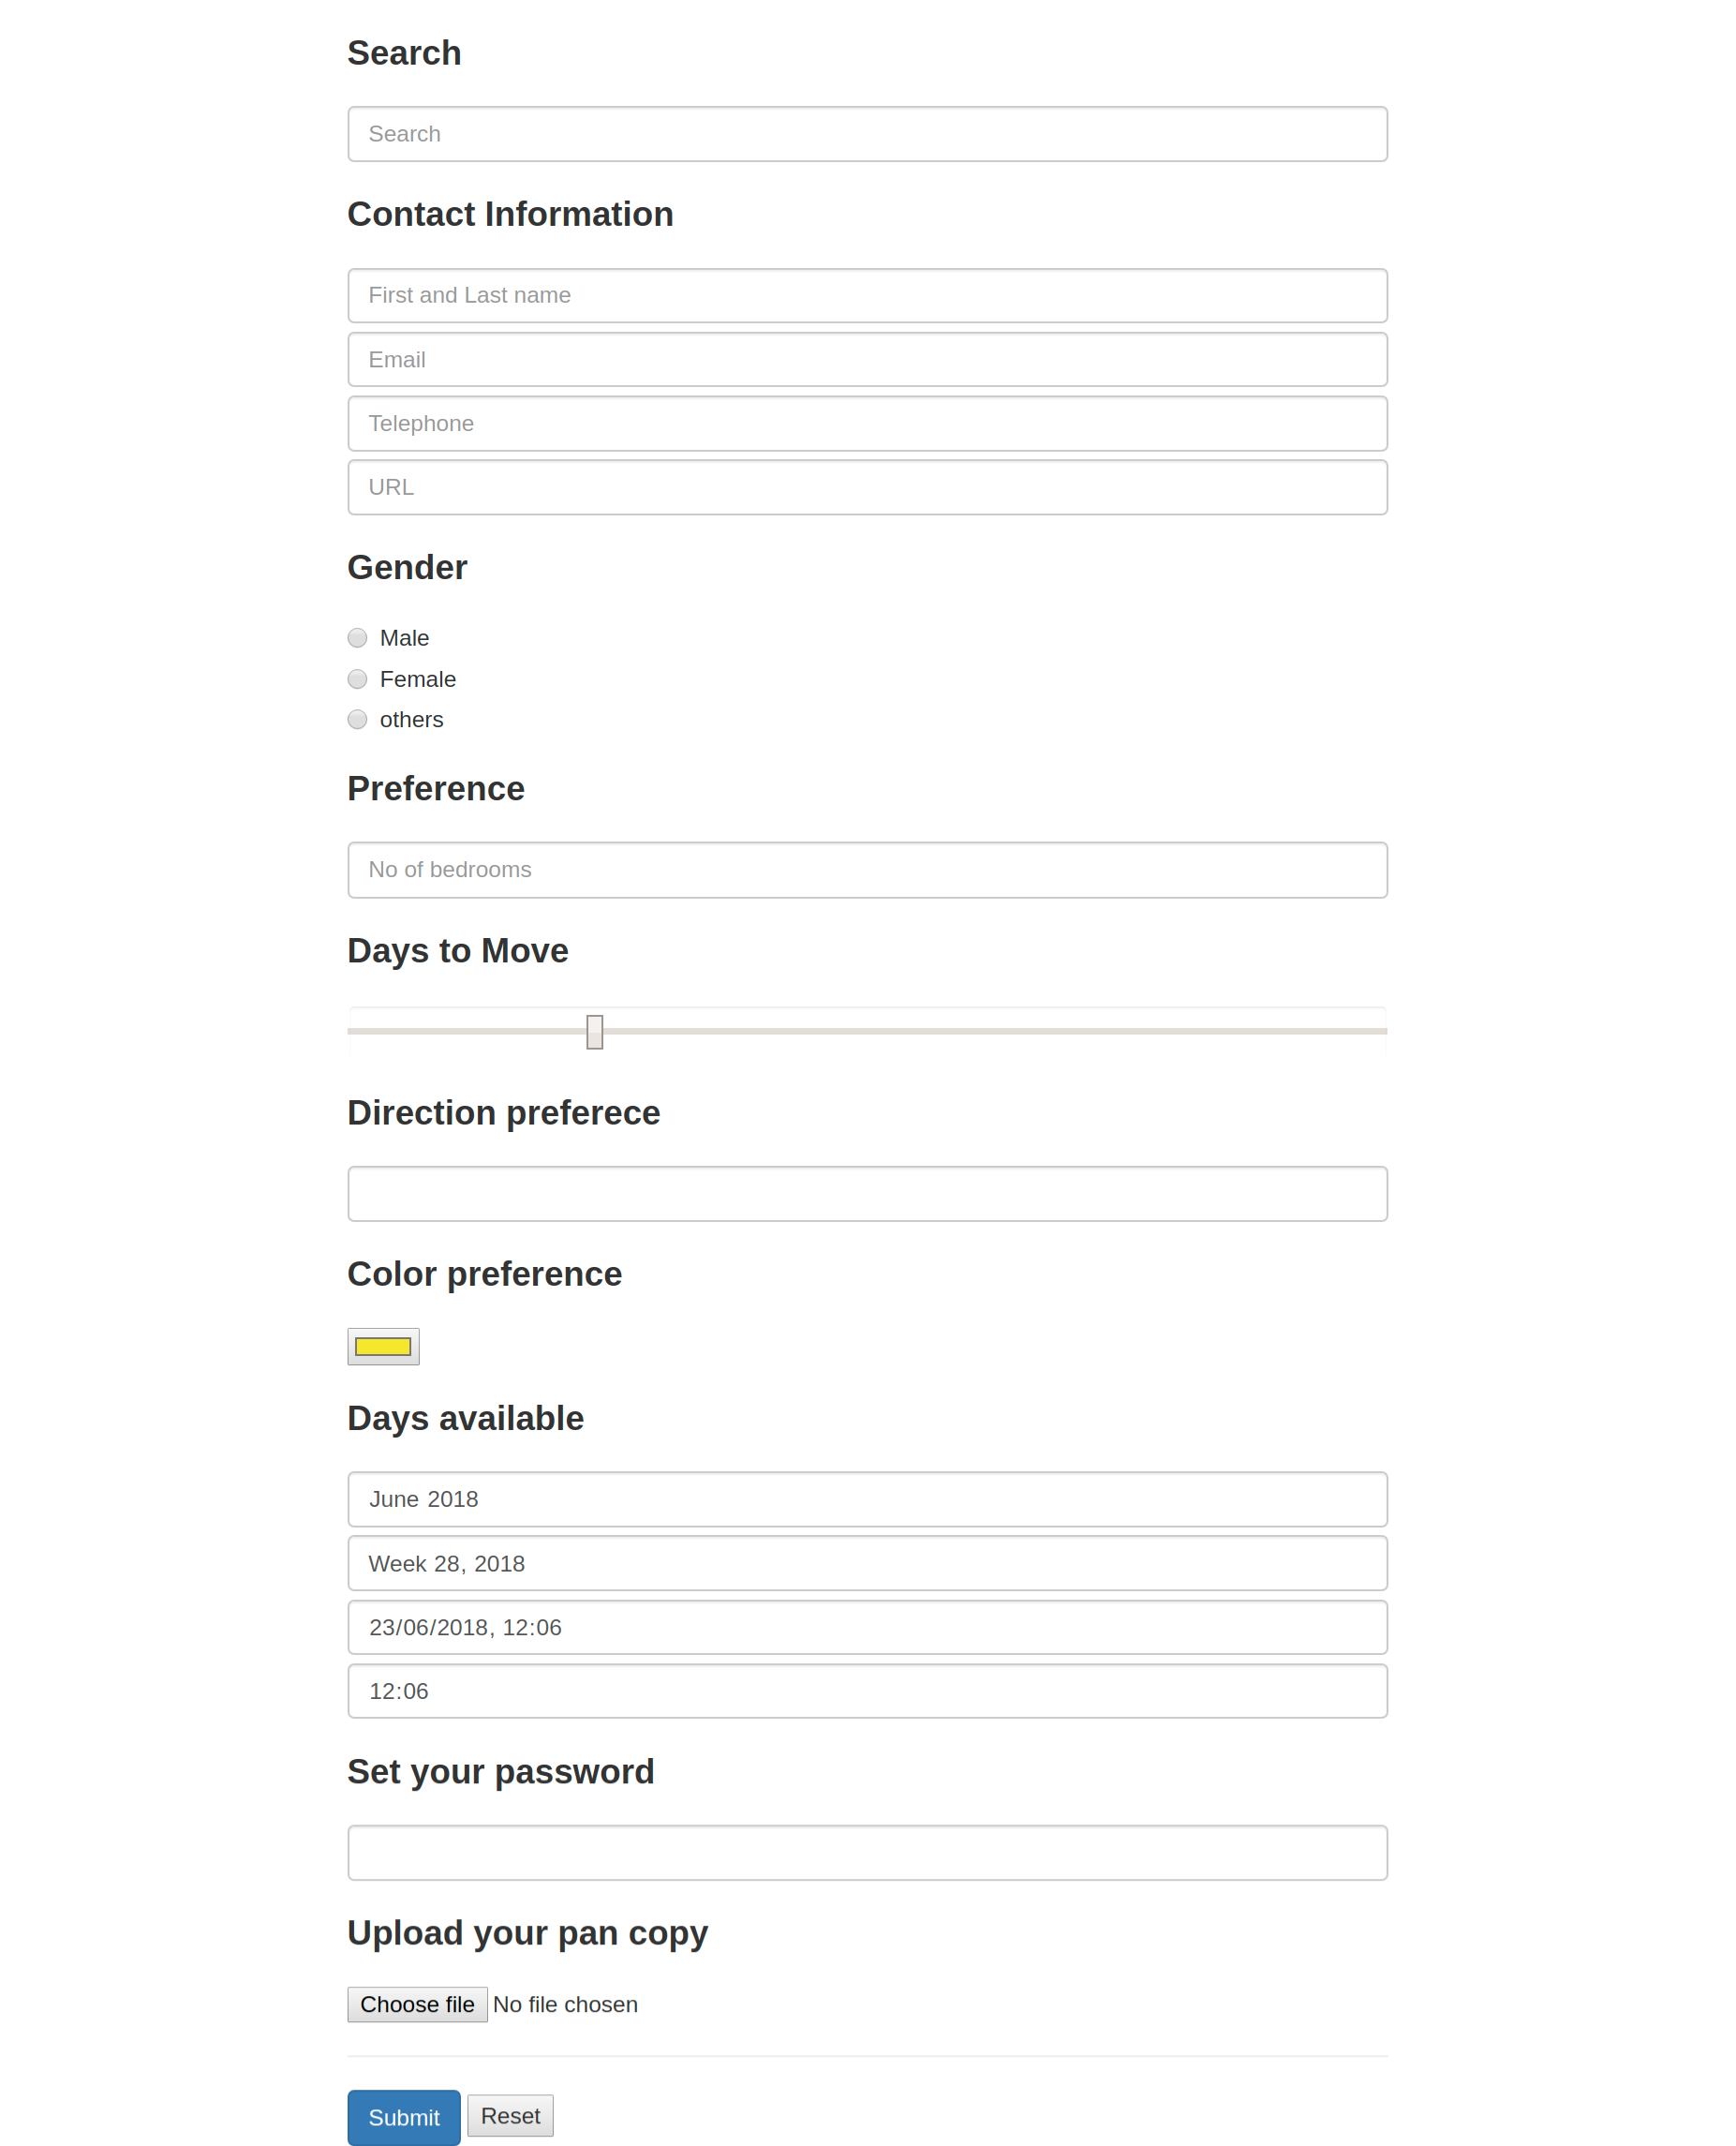 Search
Search
Contact Information
First and Last name
Email
Telephone
URL
Gender
Male
Female
others
Preference
No of bedrooms
Days to Move
Direction preferece
Color preference
Days available
June 2018
Week 28, 2018
23/06/2018, 12:06
12:06
Set your password
Upload your pan copy
Choose file No file chosen
Submit Reset